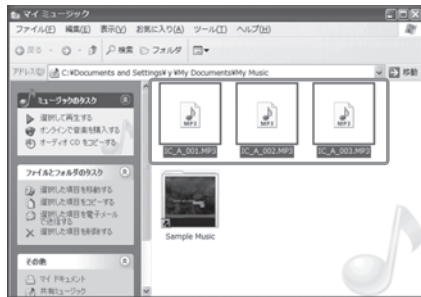 マイ ミュージック
ファイル(F) 編集(E) 表示(V) お気に入り(A) ツール(T) ヘルプ(H)
戻る 検索 フォルダ
アドレス(D) C:¥Documents and Settings¥y¥My Documents¥My Music 移動
ミュージックのタスク
選択して再生する
オンラインで音楽を購入する
オーディオ CD をコピーする
ファイルとフォルダのタスク
選択した項目を移動する
選択した項目をコピーする
選択した項目を電子メールで送信する
選択した項目を削除する
その他
マイ ドキュメント
共有ミュージック
MP3 MP3 MP3
IC_A_001.MP3 IC_A_002.MP3 IC_A_003.MP3
Sample Music